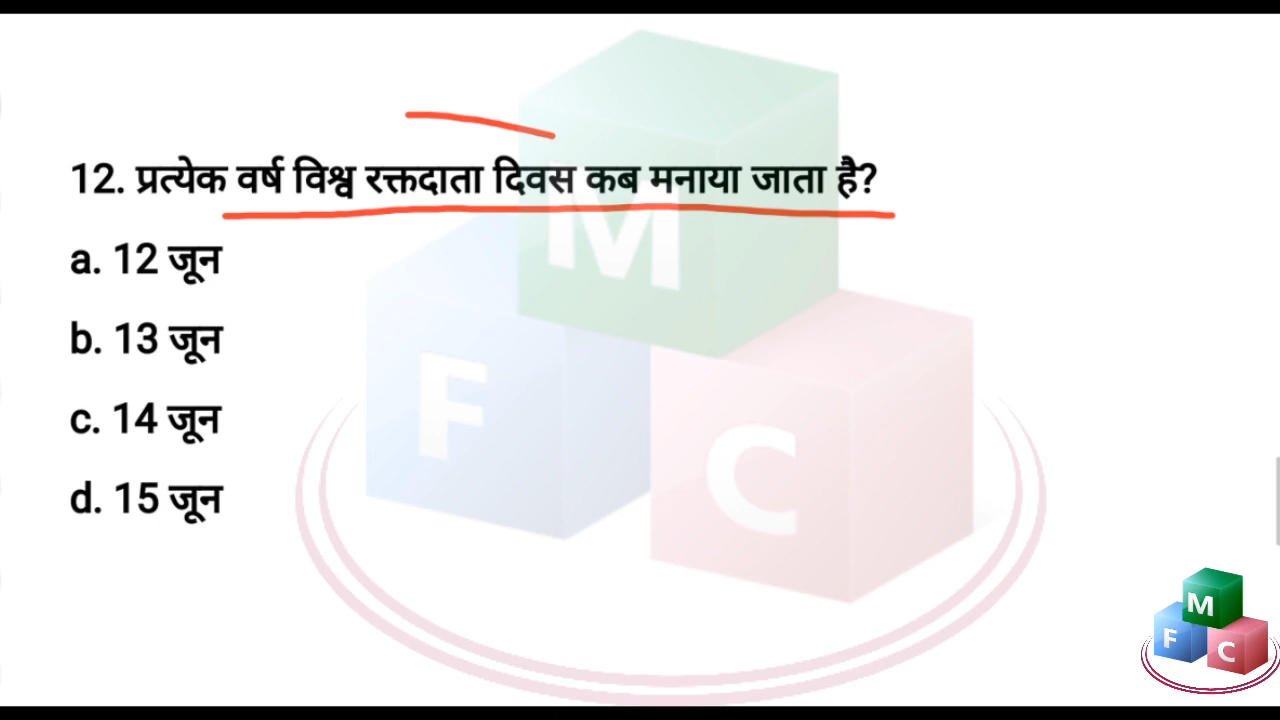 12. प्रत्येक वर्ष विश्व रक्तदाता दिवस कब मनाया जाता है?
a. 12 जून
b. 13 जून
c. 14 जून
d. 15 जून
M
F
C
M
F
C